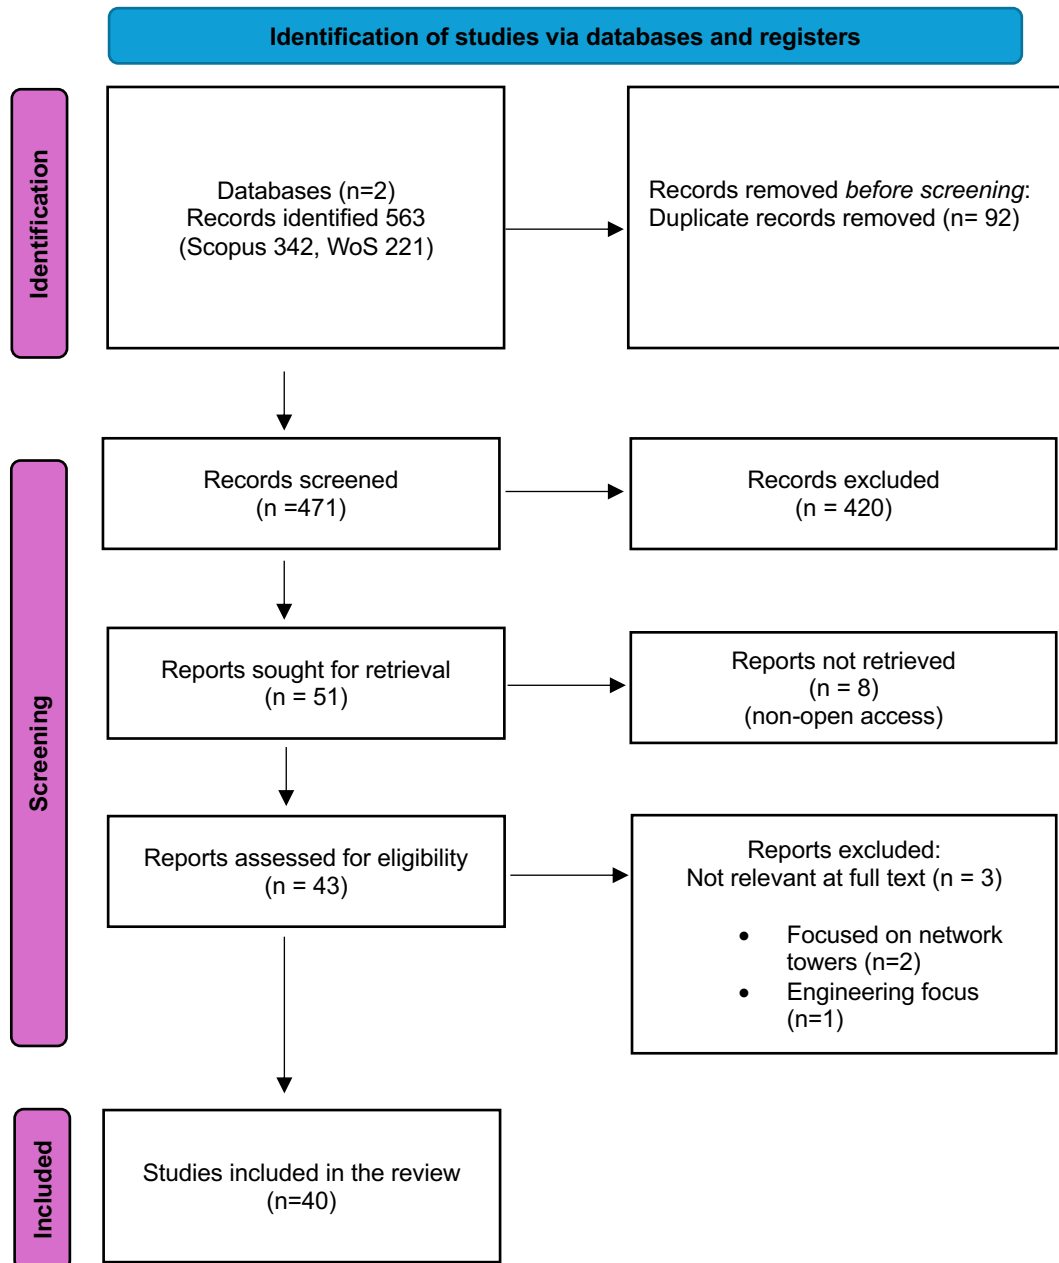 Identification of studies via databases and registers
Identification
Databases (n=2)
Records identified 563
(Scopus 342, WoS 221)
Records removed before screening:
Duplicate records removed (n= 92)
Screening
Records screened
(n =471)
Records excluded
(n = 420)
Reports sought for retrieval
(n = 51)
Reports not retrieved
(n = 8)
(non-open access)
Reports assessed for eligibility
(n = 43)
Reports excluded:
Not relevant at full text (n = 3)
• Focused on network
towers (n=2)
• Engineering focus
(n=1)
Included
Studies included in the review
(n=40)